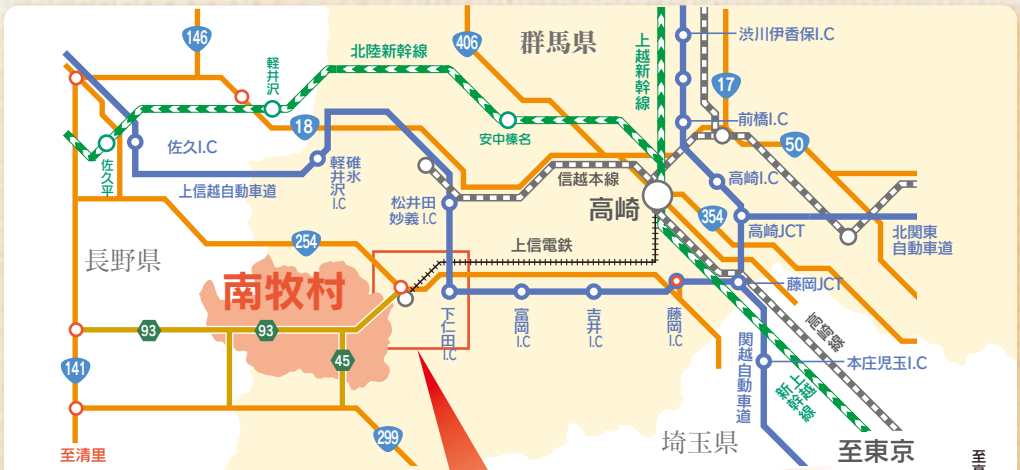 146
406
群馬県
上越新幹線
渋川伊香保I.C
北陸新幹線
軽井沢
17
18
前橋I.C
安中榛名
50
佐久I.C
佐久平
軽井沢
碓氷
I.C
信越本線
高崎I.C
上信越自動車道
松井田
妙義 I.C
高崎
354
高崎JCT
北関東
自動車道
254
上信電鉄
長野県
南牧村
藤岡JCT
93
93
下仁田
I.C
富岡
I.C
吉井
I.C
藤岡
I.C
高崎線
関越自動車道
45
141
本庄児玉I.C
上越
新幹線
299
埼玉県
至東京
至清里
至